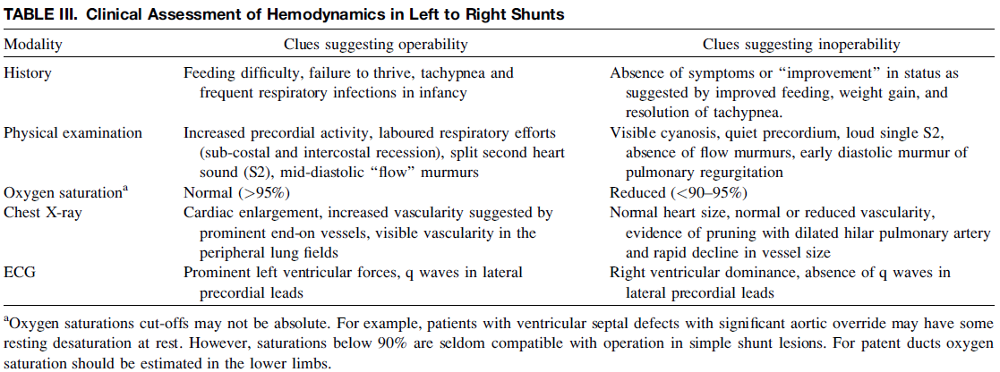 TABLE III. Clinical Assessment of Hemodynamics in Left to Right Shunts
Modality Clues suggesting operability Clues suggesting inoperability
History Feeding difficulty, failure to thrive, tachypnea and Absence of symptoms or “improvement” in status as
frequent respiratory infections in infancy suggested by improved feeding, weight gain, and
resolution of tachypnea.
Physical examination Increased precordial activity, laboured respiratory efforts Visible cyanosis, quiet precordium, loud single S2,
(sub-costal and intercostal recession), split second heart absence of flow murmurs, early diastolic murmur of
sound (S2), mid-diastolic “flow” murmurs pulmonary regurgitation
Oxygen saturationa Normal (>95%) Reduced (<90–95%)
Chest X-ray Cardiac enlargement, increased vascularity suggested by Normal heart size, normal or reduced vascularity,
prominent end-on vessels, visible vascularity in the evidence of pruning with dilated hilar pulmonary artery
peripheral lung fields and rapid decline in vessel size
ECG Prominent left ventricular forces, q waves in lateral Right ventricular dominance, absence of q waves in
precordial leads lateral precordial leads
aOxygen saturations cut-offs may not be absolute. For example, patients with ventricular septal defects with significant aortic override may have some
resting desaturation at rest. However, saturations below 90% are seldom compatible with operation in simple shunt lesions. For patent ducts oxygen
saturation should be estimated in the lower limbs.